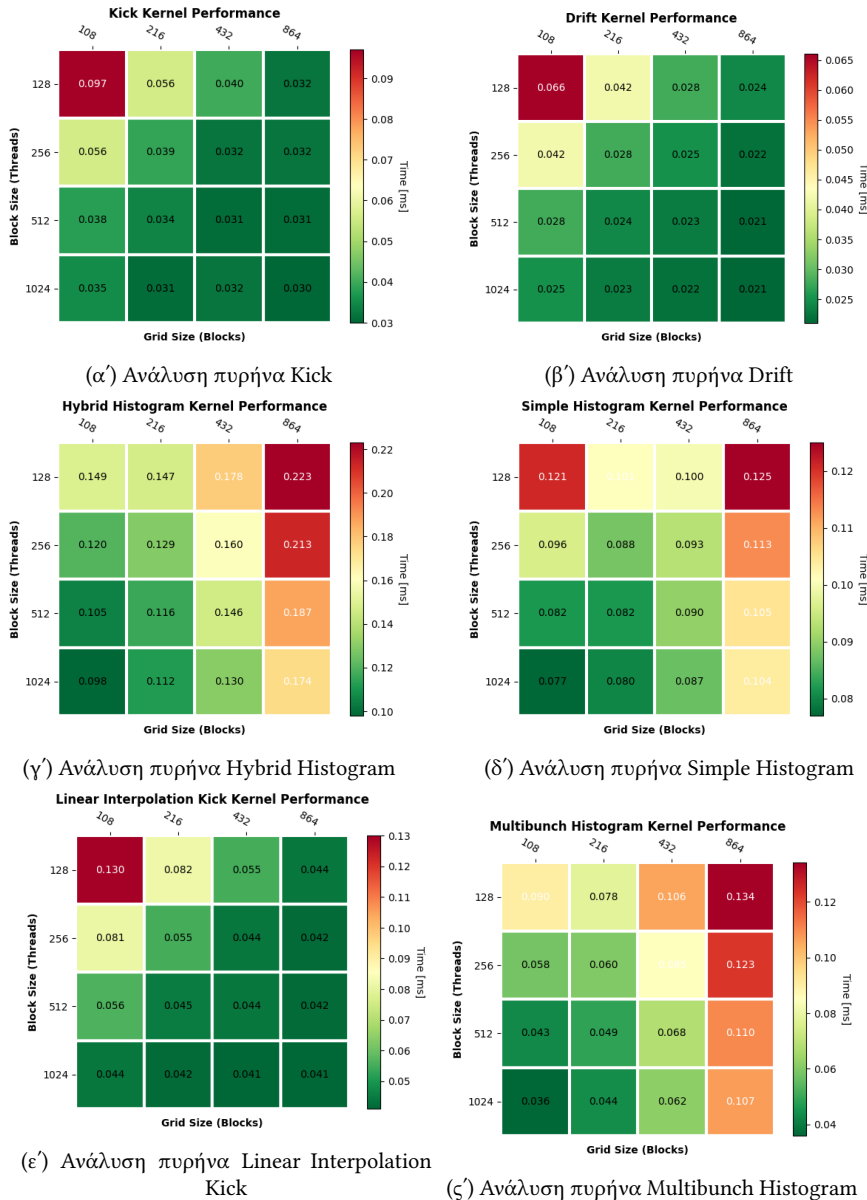 Kick Kernel Performance
108 216 432 864
128 0.097 0.056 0.040 0.032
256 0.056 0.039 0.032 0.032
512 0.038 0.034 0.031 0.031
1024 0.035 0.031 0.032 0.030
Block Size (Threads)
Grid Size (Blocks)
0.09
0.08
0.07
0.06
0.05
0.04
0.03
Time [ms]
(α′) Ανάλυση πυρήνα Kick
Drift Kernel Performance
108 216 432 864
128 0.066 0.042 0.028 0.024
256 0.042 0.028 0.025 0.022
512 0.028 0.024 0.023 0.021
1024 0.025 0.023 0.022 0.021
Block Size (Threads)
Grid Size (Blocks)
0.065
0.060
0.055
0.050
0.045
0.040
0.035
0.030
0.025
Time [ms]
(β′) Ανάλυση πυρήνα Drift
Hybrid Histogram Kernel Performance
108 216 432 864
128 0.149 0.147 0.178 0.223
256 0.120 0.129 0.160 0.213
512 0.105 0.116 0.146 0.187
1024 0.098 0.112 0.130 0.174
Block Size (Threads)
Grid Size (Blocks)
0.22
0.20
0.18
0.16
0.14
0.12
0.10
Time [ms]
(γ′) Ανάλυση πυρήνα Hybrid Histogram
Simple Histogram Kernel Performance
108 216 432 864
128 0.121 0.100 0.125
256 0.096 0.088 0.093 0.113
512 0.082 0.082 0.090 0.105
1024 0.077 0.080 0.087 0.104
Block Size (Threads)
Grid Size (Blocks)
0.12
0.11
0.10
0.09
0.08
Time [ms]
(δ′) Ανάλυση πυρήνα Simple Histogram
Linear Interpolation Kick Kernel Performance
108 216 432 864
128 0.130 0.082 0.055 0.044
256 0.081 0.055 0.044 0.042
512 0.056 0.045 0.044 0.042
1024 0.044 0.042 0.041 0.041
Block Size (Threads)
Grid Size (Blocks)
0.13
0.12
0.11
0.10
0.09
0.08
0.07
0.06
0.05
Time [ms]
(ε′) Ανάλυση πυρήνα Linear Interpolation
Kick
Multibunch Histogram Kernel Performance
108 216 432 864
128 0.090 0.078 0.106 0.134
256 0.058 0.060 0.123
512 0.043 0.049 0.068 0.110
1024 0.036 0.044 0.062 0.107
Block Size (Threads)
Grid Size (Blocks)
0.12
0.10
0.08
0.06
0.04
Time [ms]
(ϛ′) Ανάλυση πυρήνα Multibunch Histogram